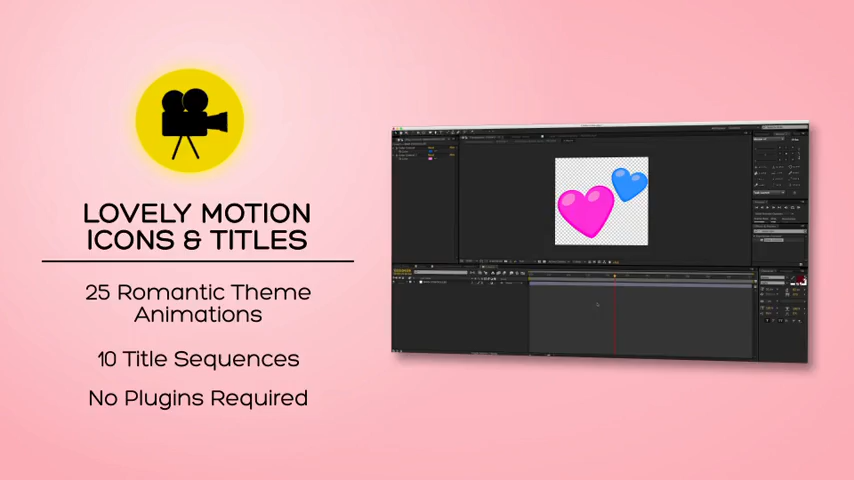 LOVELY MOTION
ICONS & TITLES
25 Romantic Theme
Animations
10 Title Sequences
No Plugins Required